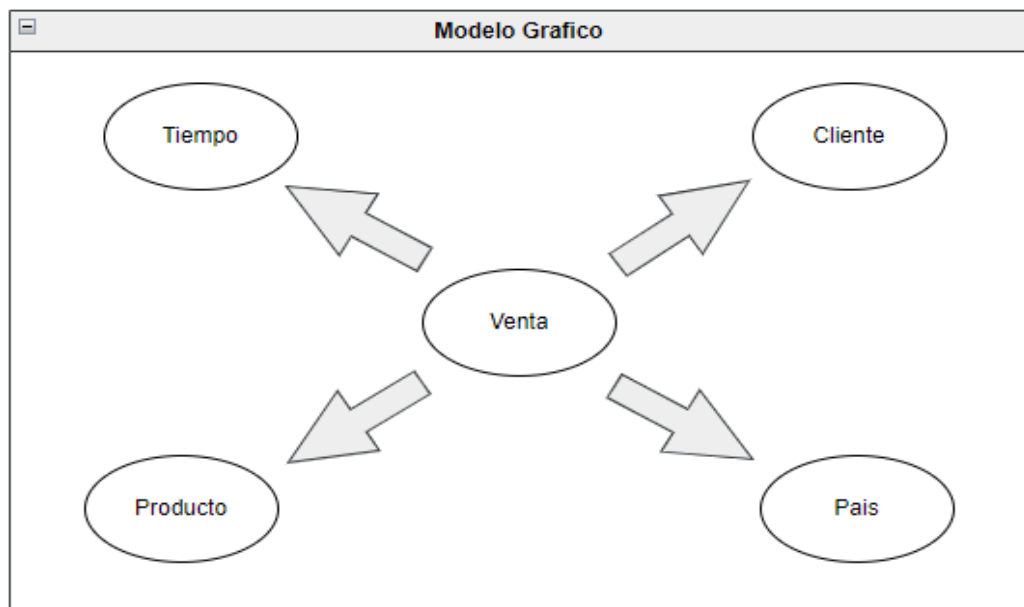 Modelo Grafico
Tiempo
Cliente
Venta
Producto
Pais